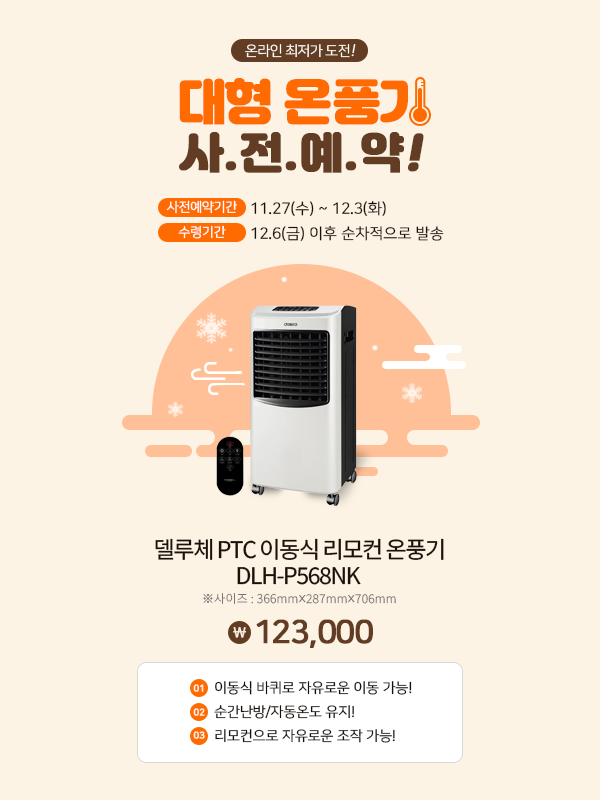 온라인 최저가 도전!
대형 온풍기
사.전.예.약!
사전예약기간 11.27(수) ~ 12.3(화)
수령기간 12.6(금) 이후 순차적으로 발송
델루체 PTC 이동식 리모컨 온풍기
DLH-P568NK
※사이즈 : 366mm×287mm×706mm
₩ 123,000
01 이동식 바퀴로 자유로운 이동 가능!
02 순간난방/자동온도 유지!
03 리모컨으로 자유로운 조작 가능!